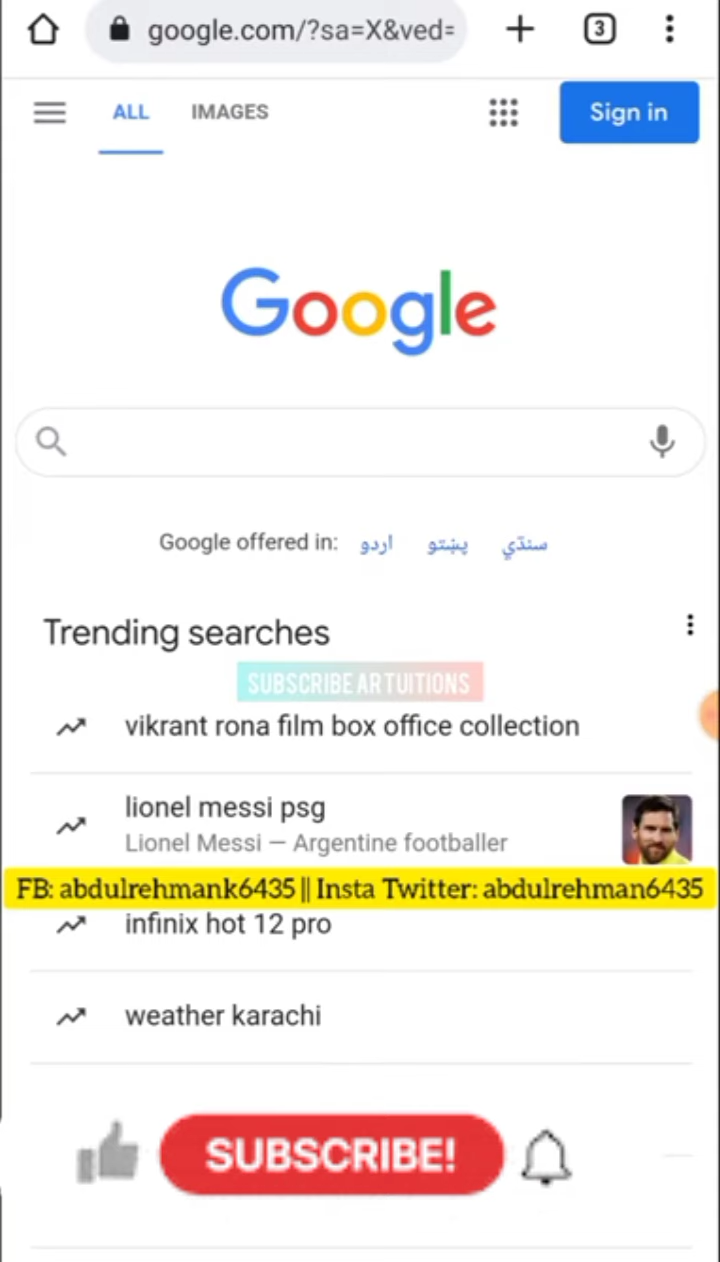 google.com/?sa=X&ved=
3
ALL IMAGES
Sign in
Google
Google offered in: اردو پښتو سنڌي
Trending searches
SUBSCRIBE AR TUITIONS
vikrant rona film box office collection
lionel messi psg
Lionel Messi — Argentine footballer
FB: abdulrehmank6435 || Insta Twitter: abdulrehman6435
infinix hot 12 pro
weather karachi
SUBSCRIBE!